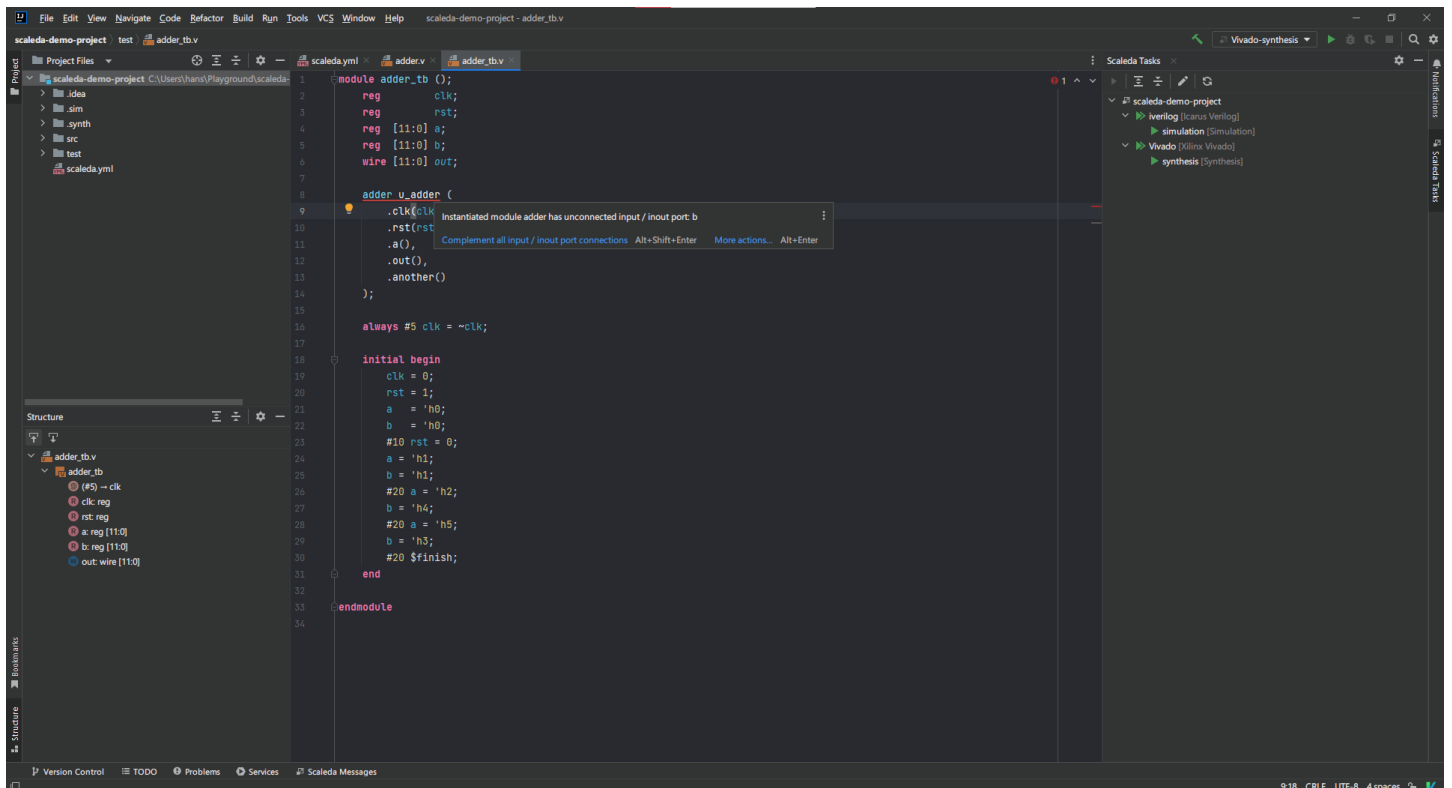 File Edit View Navigate Code Refactor Build Run Tools VCS Window Help scaleda-demo-project - adder_tb.v
scaleda-demo-project test adder_tb.v Vivado-synthesis
Project
Project Files
scaleda-demo-project C:\Users\hans\Playground\scaleda-
.idea
.sim
.synth
src
test
scaleda.yml
Structure
adder_tb.v
adder_tb
(#5) → clk
clk: reg
rst: reg
a: reg [11:0]
b: reg [11:0]
out: wire [11:0]
Bookmarks
Structure
scaleda.yml adder.v adder_tb.v
1 module adder_tb ();
2 reg clk;
3 reg rst;
4 reg [11:0] a;
5 reg [11:0] b;
6 wire [11:0] out;
7
8 adder u_adder (
9 .clk(clk
10 .rst(rst
11 .a(),
12 .out(),
13 .another()
14 );
15
16 always #5 clk = ~clk;
17
18 initial begin
19 clk = 0;
20 rst = 1;
21 a = 'h0;
22 b = 'h0;
23 #10 rst = 0;
24 a = 'h1;
25 b = 'h1;
26 #20 a = 'h2;
27 b = 'h4;
28 #20 a = 'h5;
29 b = 'h3;
30 #20 $finish;
31 end
32
33 endmodule
34
1
Instantiated module adder has unconnected input / inout port: b
Complement all input / inout port connections Alt+Shift+Enter More actions... Alt+Enter
Scaleda Tasks
scaleda-demo-project
iverilog [Icarus Verilog]
simulation [Simulation]
Vivado [Xilinx Vivado]
synthesis [Synthesis]
Notifications
Scaleda Tasks
Version Control TODO Problems Services Scaleda Messages
9:18 CRLF UTF-8 4 spaces